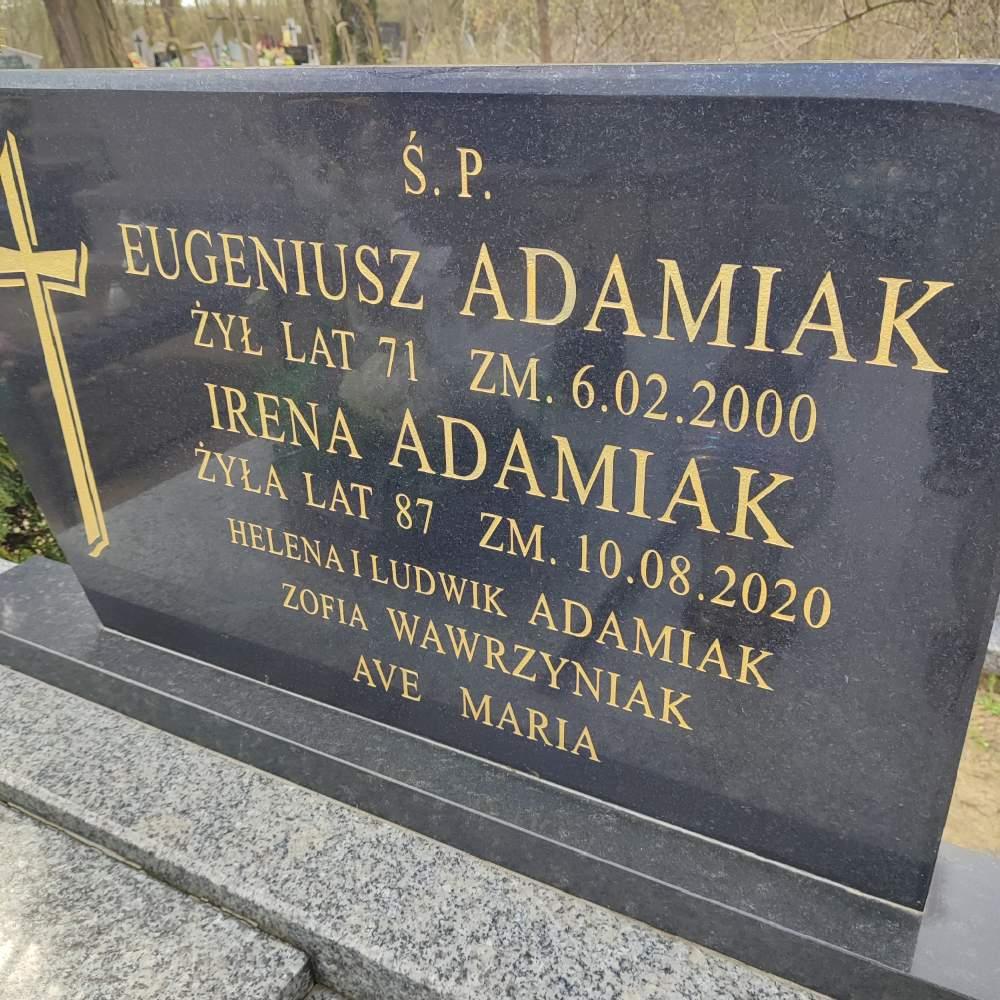 Ś. P.
EUGENIUSZ ADAMIAK
ŻYŁ LAT 71 ZM. 6.02.2000
IRENA ADAMIAK
ŻYŁA LAT 87 ZM. 10.08.2020
HELENA I LUDWIK ADAMIAK
ZOFIA WAWRZYNIAK
AVE MARIA